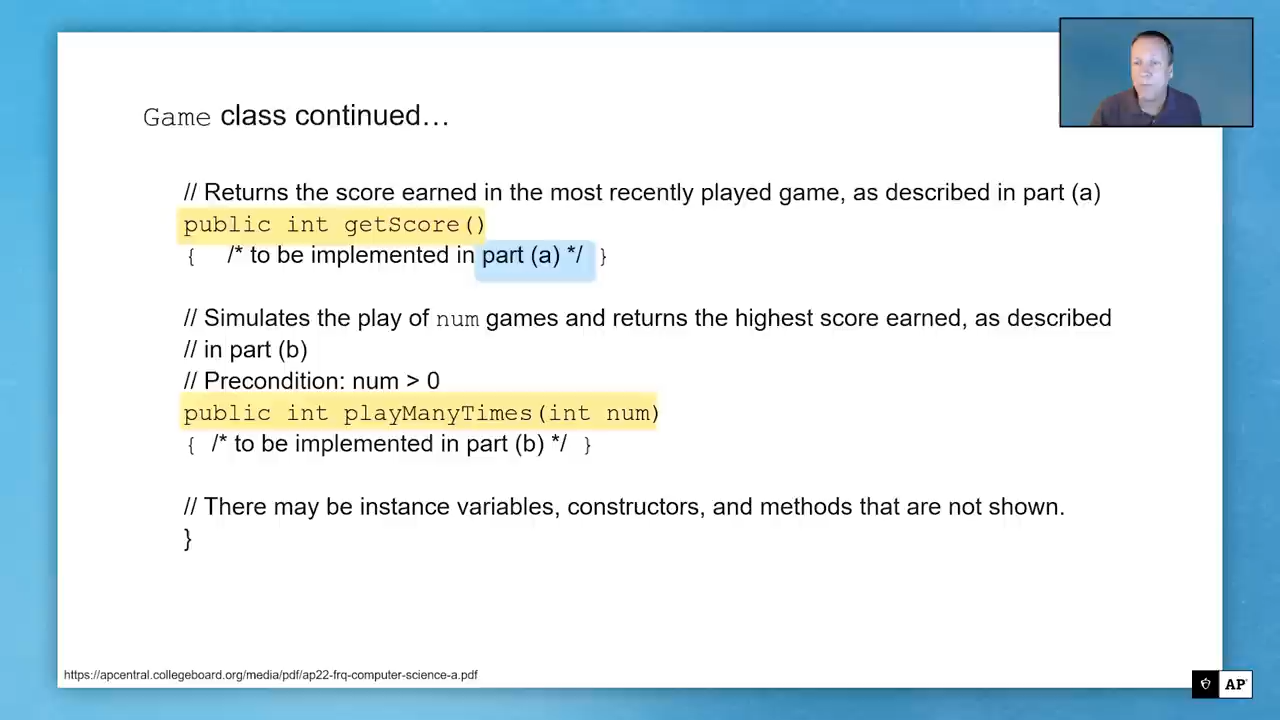 Game class continued…
// Returns the score earned in the most recently played game, as described in part (a)
public int getScore()
{ /* to be implemented in part (a) */ }
// Simulates the play of num games and returns the highest score earned, as described
// in part (b)
// Precondition: num > 0
public int playManyTimes(int num)
{ /* to be implemented in part (b) */ }
// There may be instance variables, constructors, and methods that are not shown.
}
https://apcentral.collegeboard.org/media/pdf/ap22-frq-computer-science-a.pdf
AP®